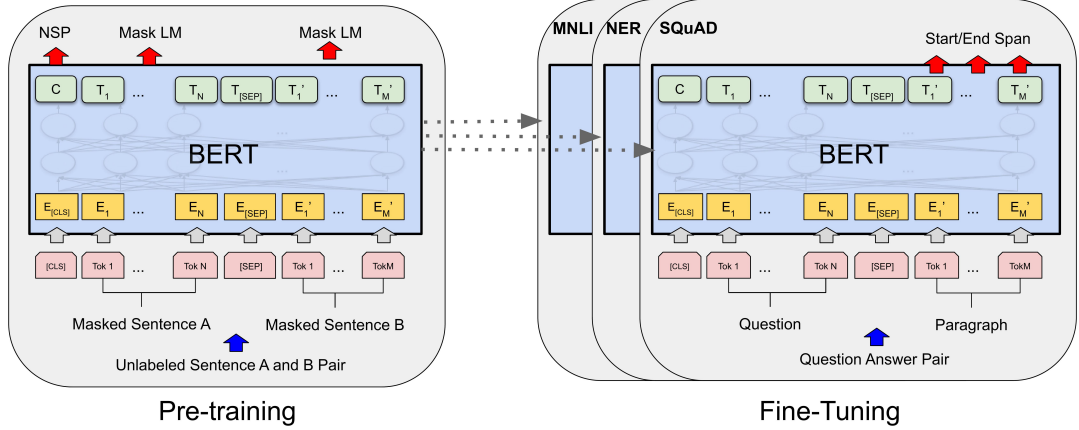 NSP Mask LM Mask LM
C T1 ... TN T[SEP] T1' ... TM'
...
BERT
E[CLS] E1 ... EN E[SEP] E1' ... EM'
[CLS] Tok 1 ... Tok N [SEP] Tok 1 ... TokM
Masked Sentence A Masked Sentence B
Unlabeled Sentence A and B Pair
Pre-training
MNLI NER SQuAD
Start/End Span
C T1 ... TN T[SEP] T1' ... TM'
...
BERT
E[CLS] E1 ... EN E[SEP] E1' ... EM'
[CLS] Tok 1 ... Tok N [SEP] Tok 1 ... TokM
Question Paragraph
Question Answer Pair
Fine-Tuning